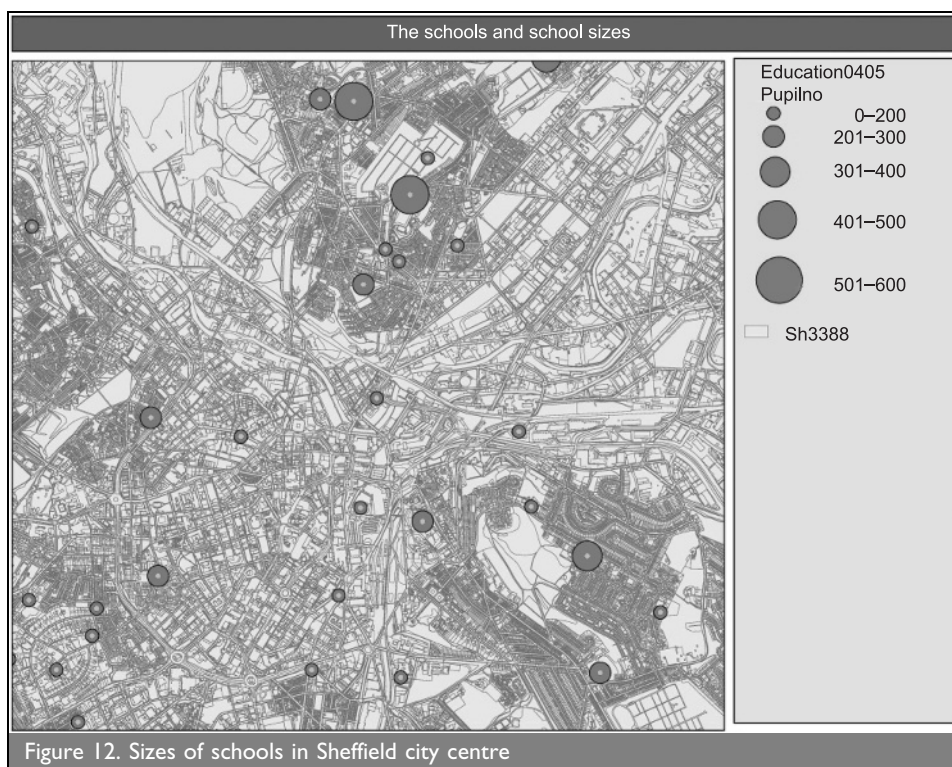 The schools and school sizes
Education0405
Pupilno
0–200
201–300
301–400
401–500
501–600
Sh3388
Figure 12. Sizes of schools in Sheffield city centre